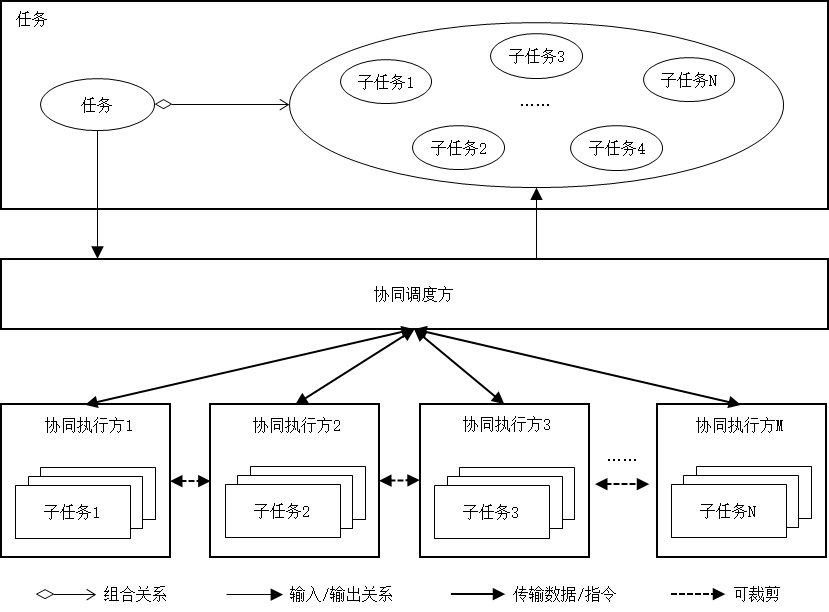 任务
子任务3
子任务1
子任务N
任务
……
子任务2
子任务4
协同调度方
协同执行方1
协同执行方2
协同执行方3
协同执行方M
……
子任务1
子任务2
子任务3
子任务N
组合关系
输入/输出关系
传输数据/指令
可裁剪